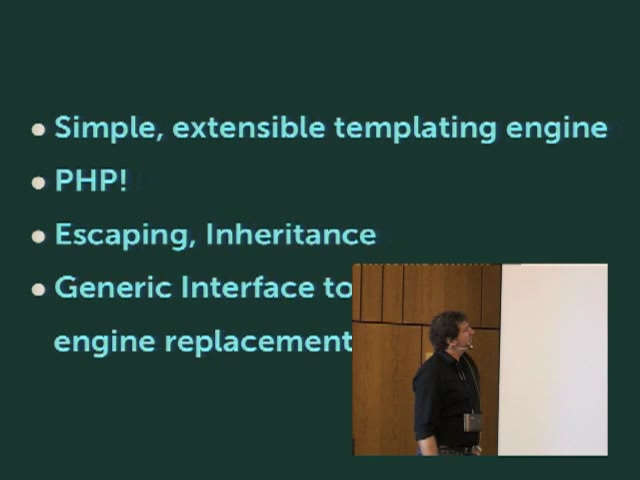 Simple, extensible templating engine
PHP!
Escaping, Inheritance
Generic Interface to
engine replacement